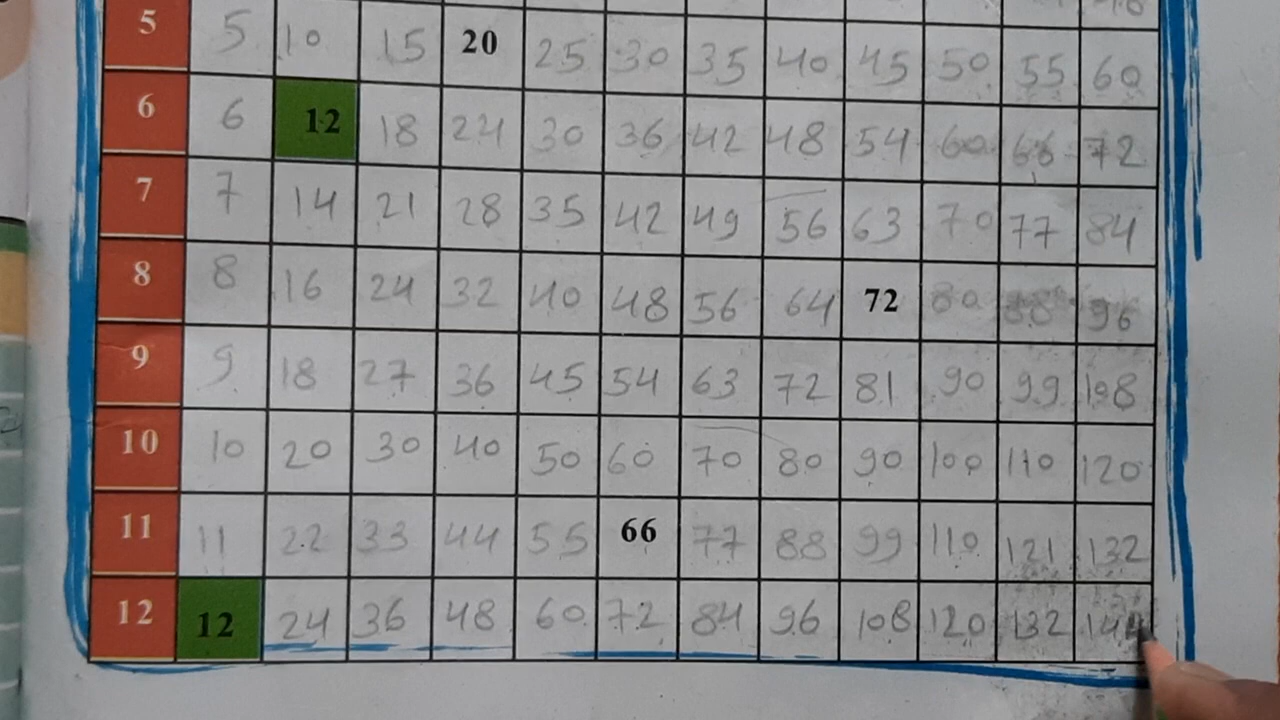 5 5 10 15 20 25 30 35 40 45 50 55 60
6 6 12 18 24 30 36 42 48 54 60 66 72
7 7 14 21 28 35 42 49 56 63 70 77 84
8 8 16 24 32 40 48 56 64 72 80 88 96
9 9 18 27 36 45 54 63 72 81 90 99 108
10 10 20 30 40 50 60 70 80 90 100 110 120
11 11 22 33 44 55 66 77 88 99 110 121 132
12 12 24 36 48 60 72 84 96 108 120 132 144